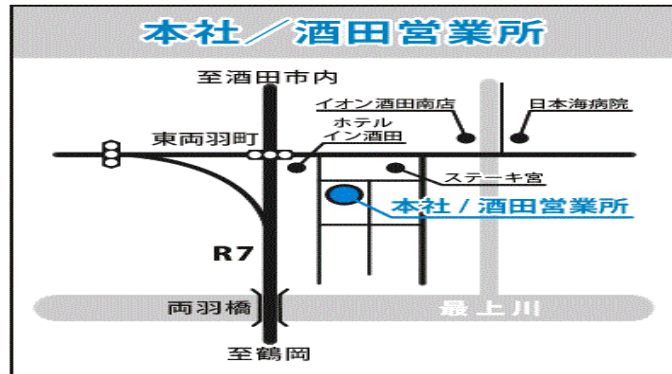 本社／酒田営業所
至酒田市内
イオン酒田南店
日本海病院
ホテル
イン酒田
東両羽町
ステーキ宮
本社/酒田営業所
R7
両羽橋
最上川
至鶴岡